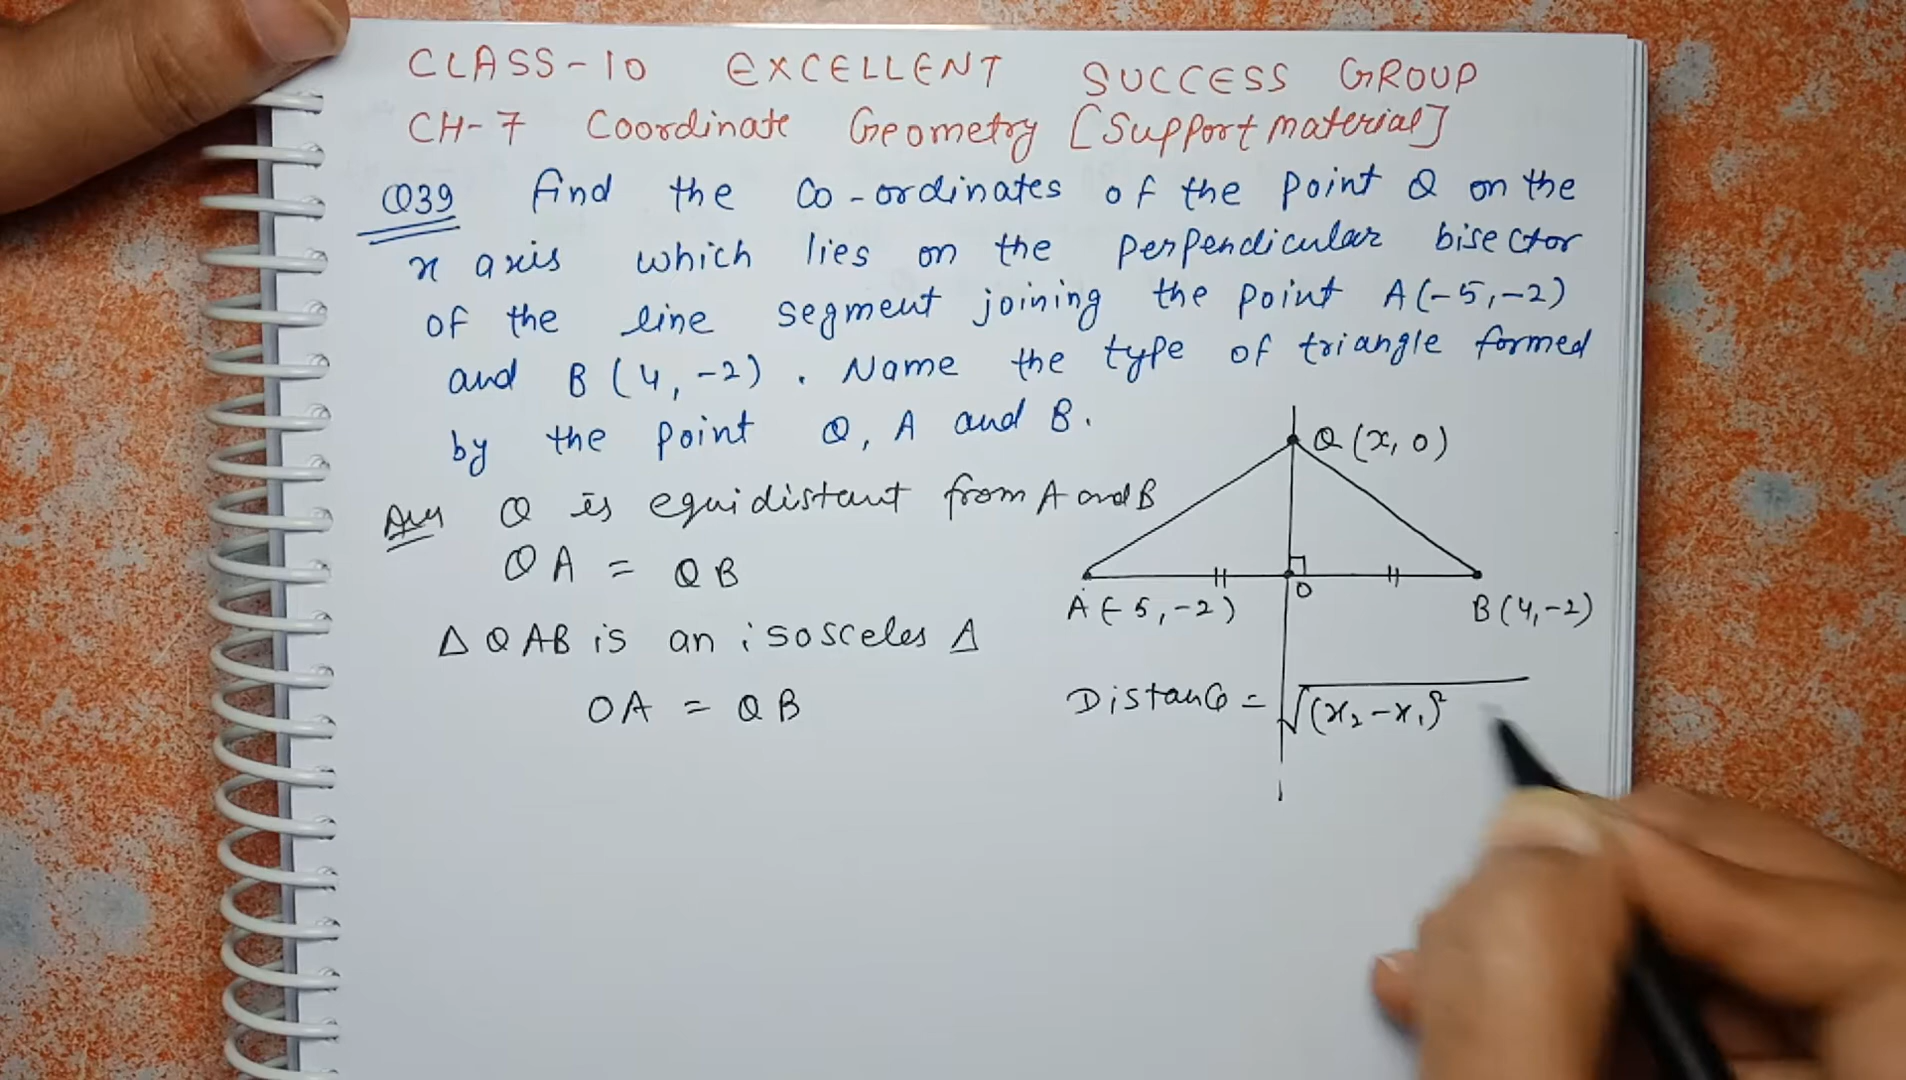 CLASS-10 EXCELLENT SUCCESS GROUP
CH-7 Coordinate Geometry [Support material]
Q39 find the Co-ordinates of the point Q on the
x axis which lies on the perpendicular bisector
of the line segment joining the point A(-5,-2)
and B(4,-2). Name the type of triangle formed
by the point Q, A and B.
Q(x,0)
Ans Q is equidistant from A and B
QA = QB
O
A(-5,-2)
B(4,-2)
Δ QAB is an isosceles Δ
QA = QB
Distance = √(x₂-x₁)²